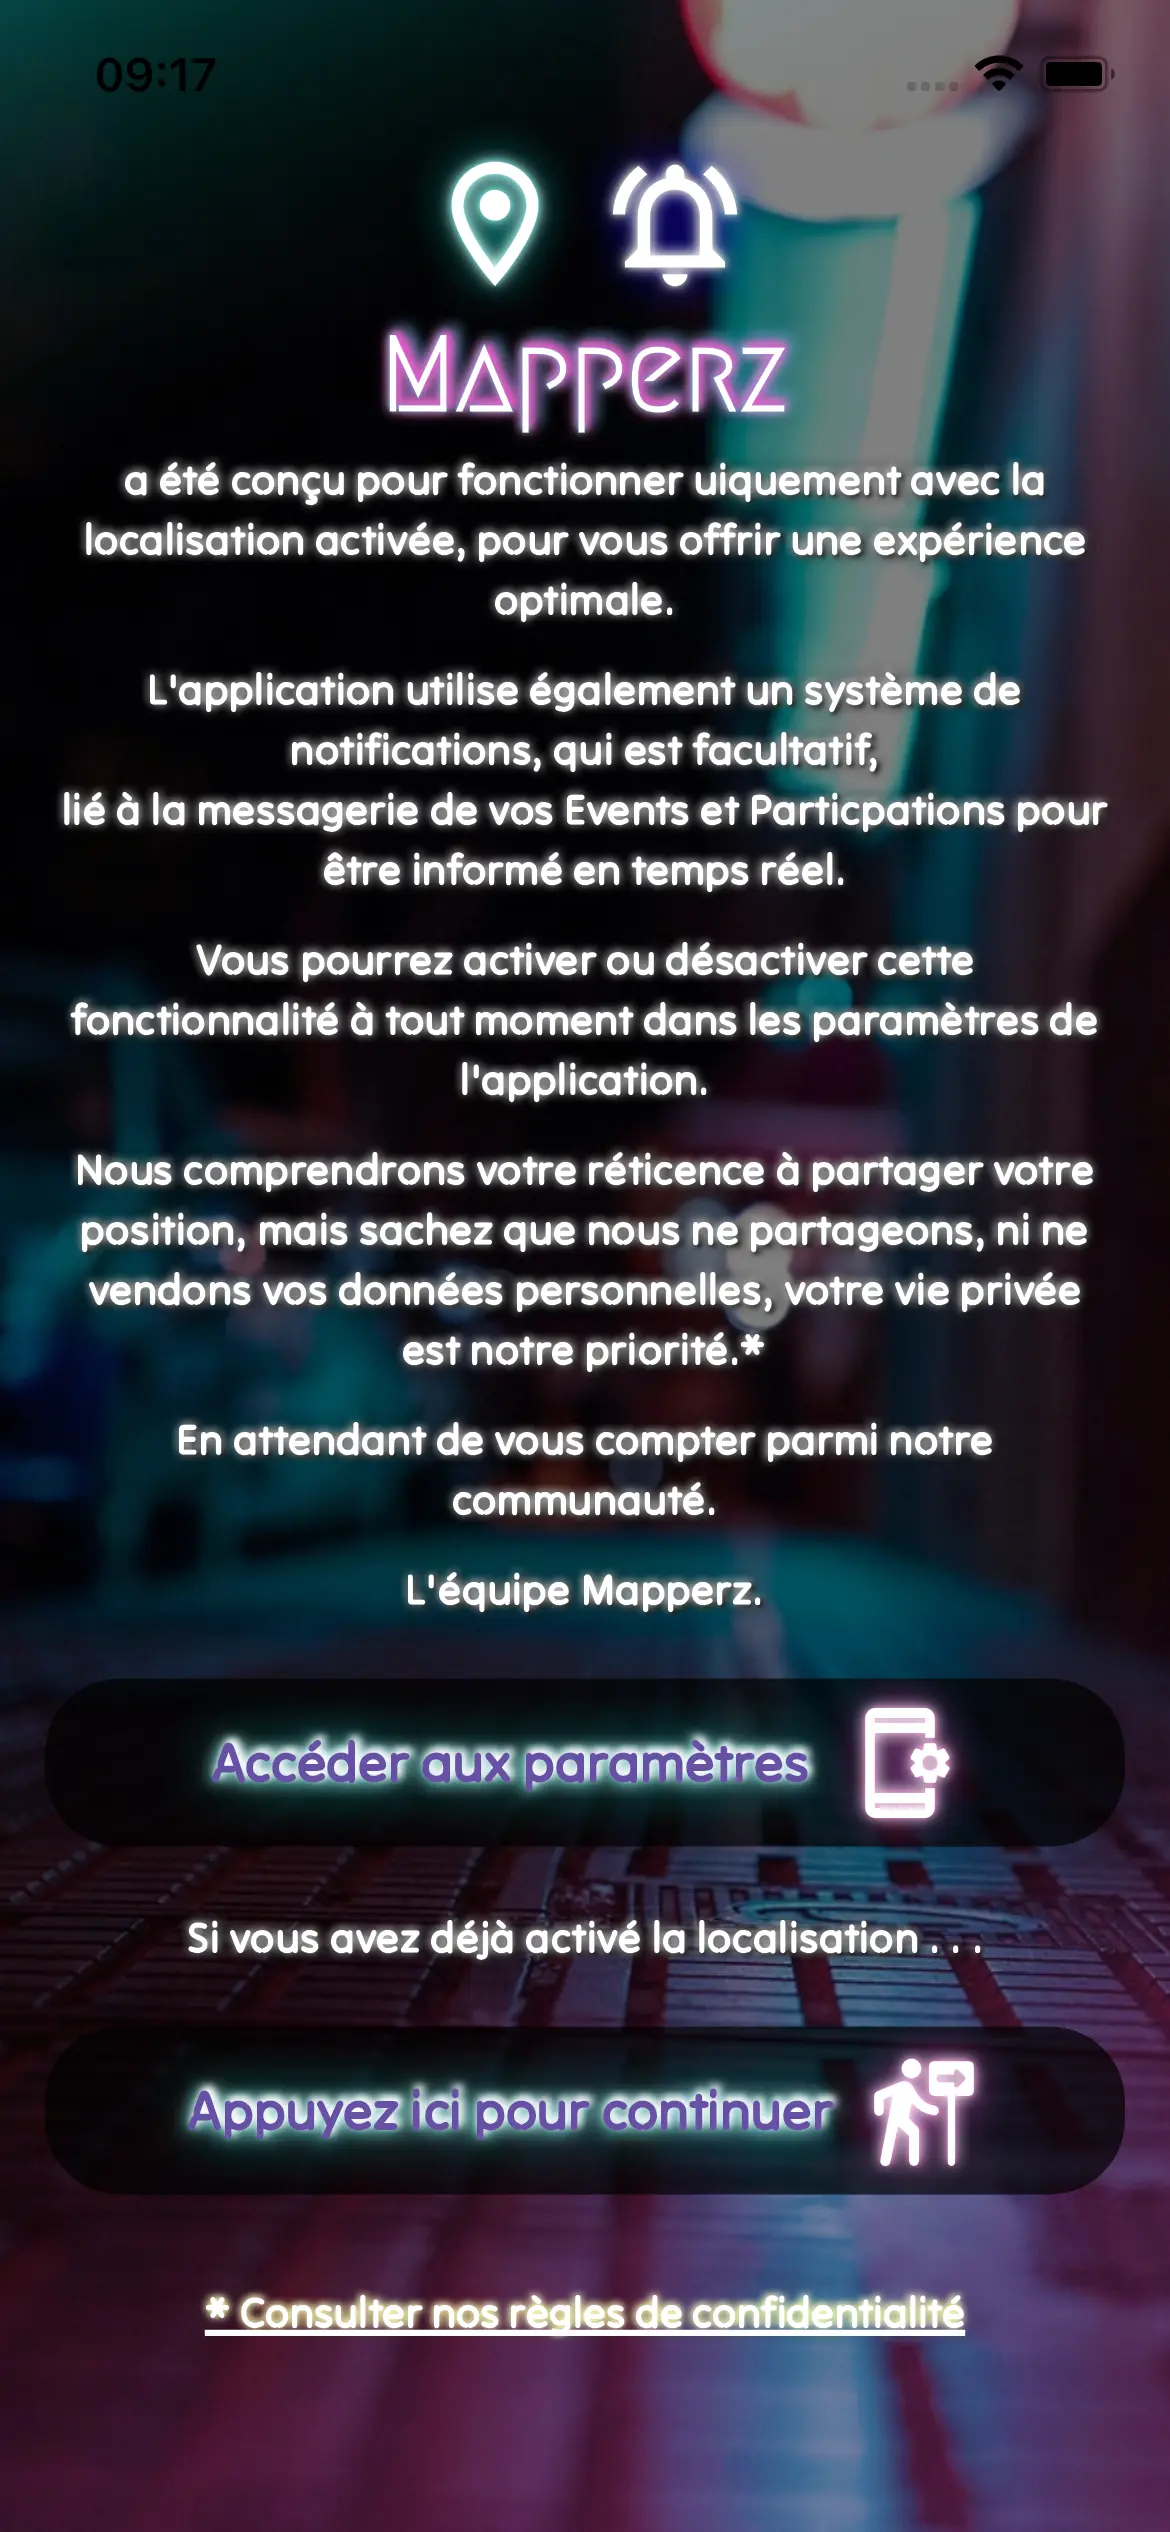 09:17
Mapperz
a été conçu pour fonctionner uiquement avec la
localisation activée, pour vous offrir une expérience
optimale.
L'application utilise également un système de
notifications, qui est facultatif,
lié à la messagerie de vos Events et Particpations pour
être informé en temps réel.
Vous pourrez activer ou désactiver cette
fonctionnalité à tout moment dans les paramètres de
l'application.
Nous comprendrons votre réticence à partager votre
position, mais sachez que nous ne partageons, ni ne
vendons vos données personnelles, votre vie privée
est notre priorité.*
En attendant de vous compter parmi notre
communauté.
L'équipe Mapperz.
Accéder aux paramètres
Si vous avez déjà activé la localisation . . .
Appuyez ici pour continuer
* Consulter nos règles de confidentialité